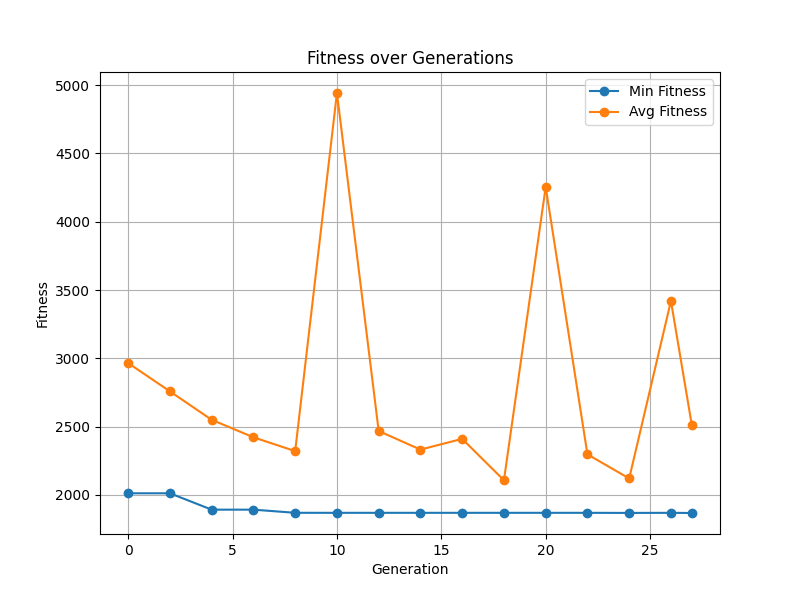 Fitness over Generations
Min Fitness
Avg Fitness
5000
4500
4000
3500
3000
2500
2000
Fitness
0 5 10 15 20 25
Generation